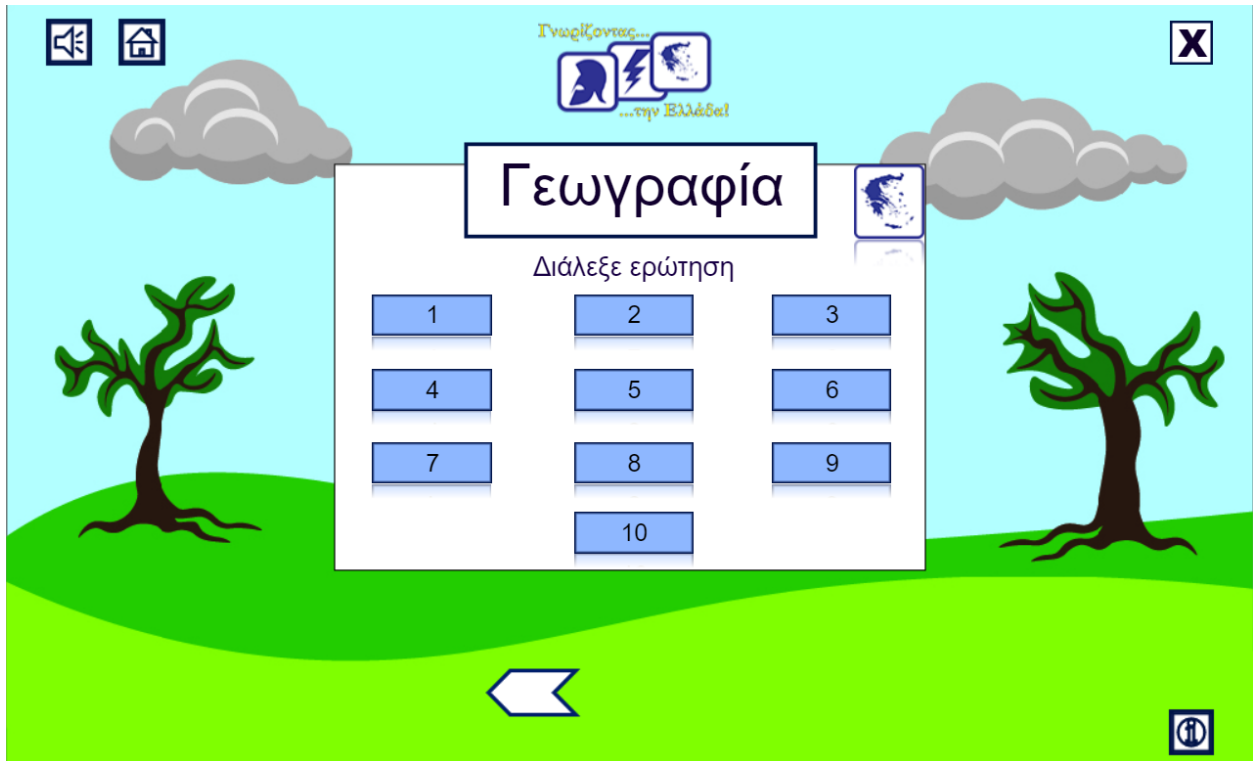 Γνωρίζοντας...
...την Ελλάδα!
X
Γεωγραφία
Διάλεξε ερώτηση
1 2 3
4 5 6
7 8 9
10